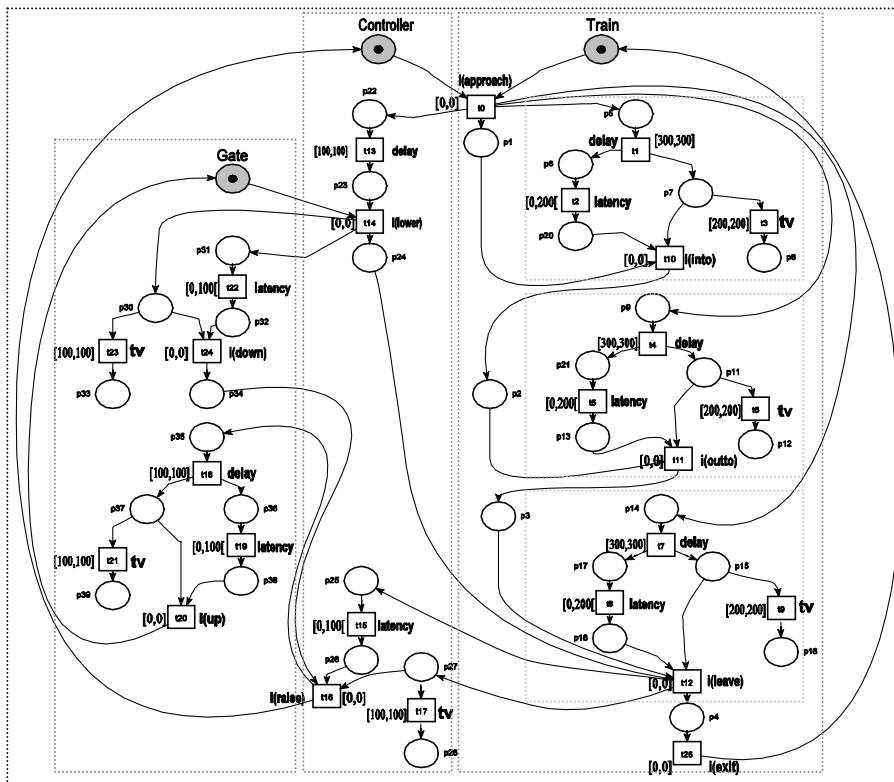 Controller
Train
i(approach)
p22
[0,0]
t0
p5
[100,100]
t13
delay
p1
delay
t1
[300,300]
Gate
p6
p23
p7
[0,200[
t2
latency
[200,200]
t3
tv
[0,0]
t14
i(lower)
p31
p24
p20
[0,0]
t10
i(into)
p8
[0,100[
t22
latency
p30
p9
p32
[300,300]
t4
delay
[100,100]
t23
tv
[0,0]
t24
i(down)
p21
p11
p33
p34
p2
[0,200[
t5
latency
[200,200]
t6
tv
p35
p13
p12
[100,100]
t18
delay
[0,0]
t11
i(outto)
p37
p36
p3
p14
[0,100[
t19
latency
[300,300]
t7
delay
[100,100]
t21
tv
p25
p17
p15
p39
p38
[0,200[
t8
latency
[200,200]
t9
tv
[0,0]
t20
i(up)
[0,100[
t15
latency
p18
p16
p26
p27
[0,0]
t12
i(leave)
i(raise)
t16
[0,0]
[100,100]
t17
tv
p4
p28
[0,0]
t25
i(exit)